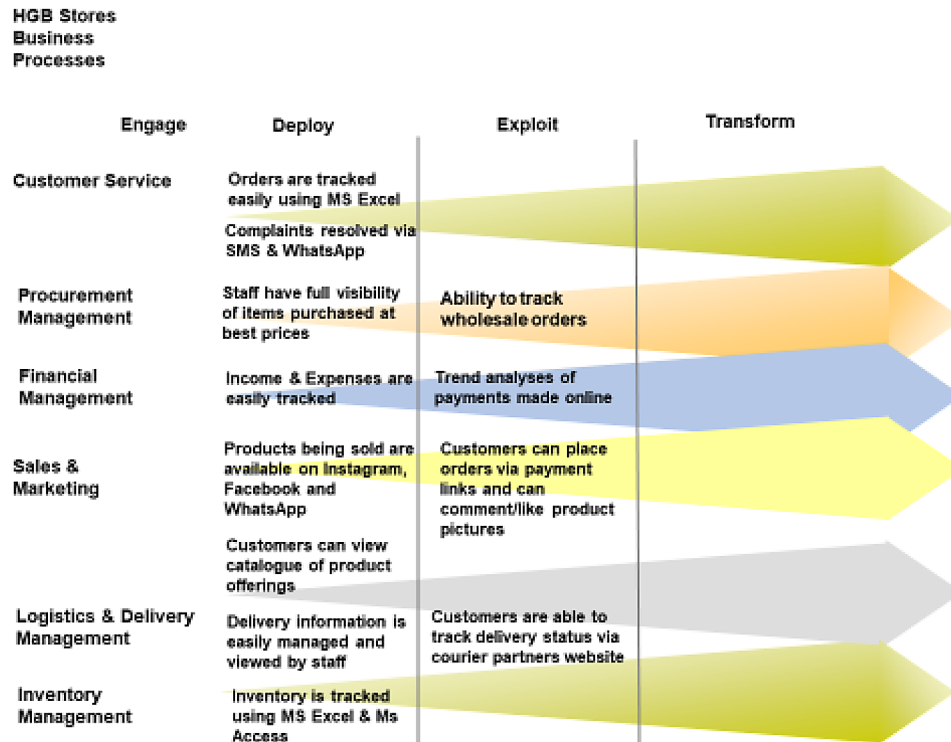 HGB Stores
Business
Processes
Engage
Deploy
Exploit
Transform
Customer Service
Orders are tracked
easily using MS Excel
Complaints resolved via
SMS & WhatsApp
Procurement
Management
Staff have full visibility
of items purchased at
best prices
Ability to track
wholesale orders
Financial
Management
Income & Expenses are
easily tracked
Trend analyses of
payments made online
Sales &
Marketing
Products being sold are
available on Instagram,
Facebook and
WhatsApp
Customers can place
orders via payment
links and can
comment/like product
pictures
Customers can view
catalogue of product
offerings
Logistics & Delivery
Management
Delivery information is
easily managed and
viewed by staff
Customers are able to
track delivery status via
courier partners website
Inventory
Management
Inventory is tracked
using MS Excel & Ms
Access